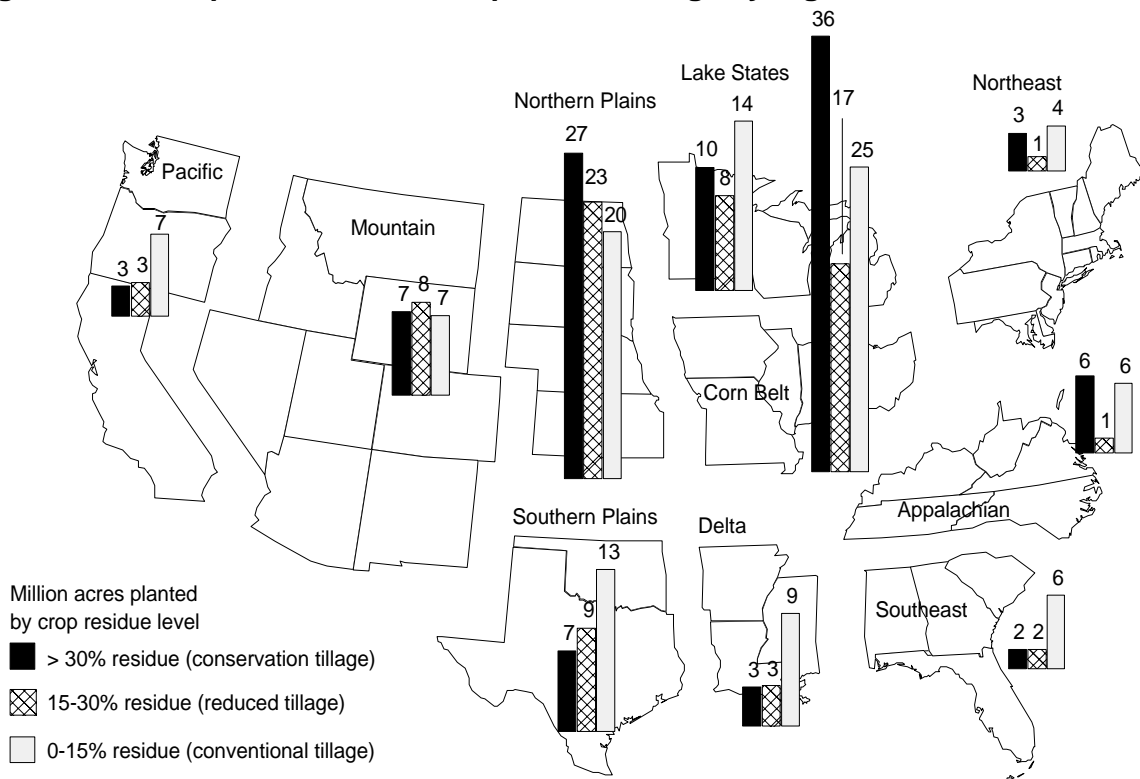 36
Lake States
Northeast
Northern Plains
14
17
3
1
4
27
10
8
25
23
20
Pacific
7
3
3
Mountain
7
8
7
Corn Belt
6
1
6
Appalachian
Southern Plains
Delta
13
9
7
9
3
3
Southeast
6
2
2
Million acres planted
by crop residue level
> 30% residue (conservation tillage)
15-30% residue (reduced tillage)
0-15% residue (conventional tillage)